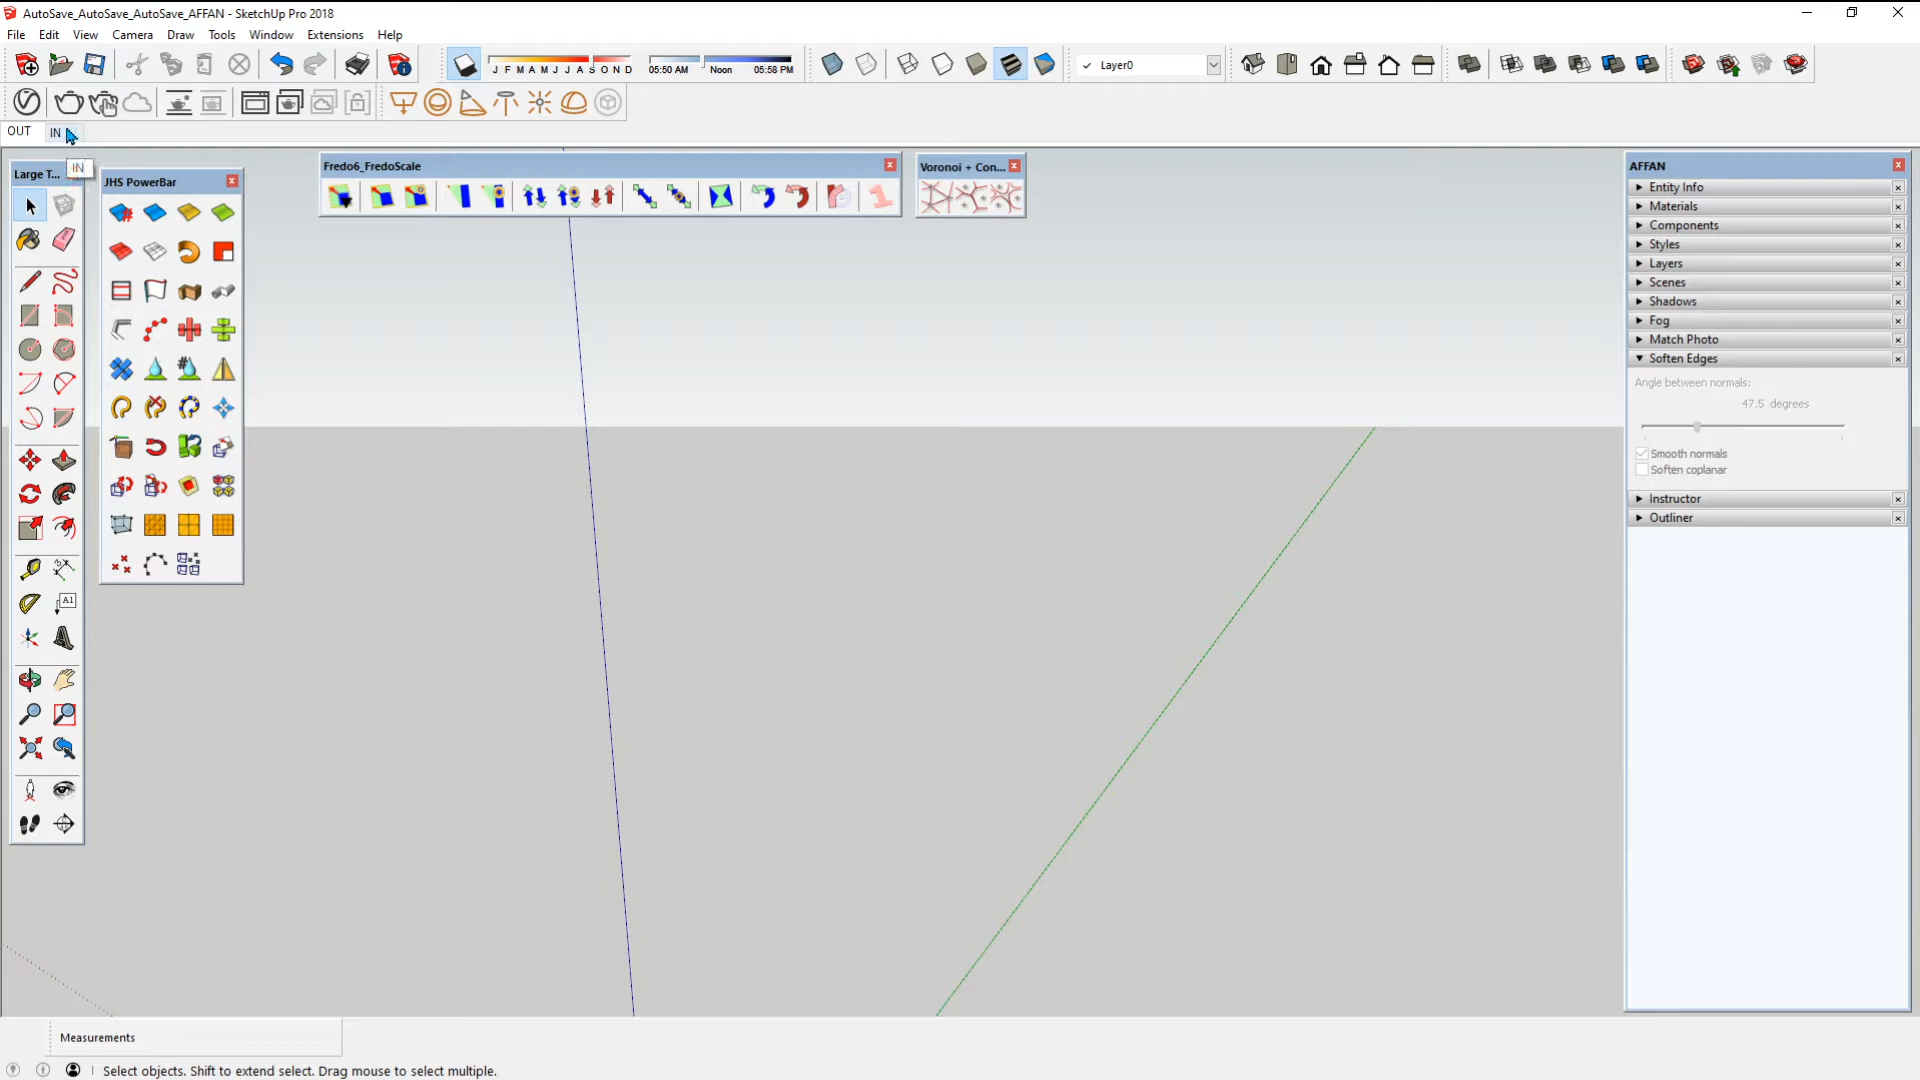 AutoSave_AutoSave_AutoSave_AFFAN - SketchUp Pro 2018
File Edit View Camera Draw Tools Window Extensions Help
J F M A M J J A S O N D
05:50 AM Noon 05:58 PM
Layer0
OUT IN
IN
Large T...
JHS PowerBar
Fredo6_FredoScale
Voronoi + Con...
A1
AFFAN
Entity Info
Materials
Components
Styles
Layers
Scenes
Shadows
Fog
Match Photo
Soften Edges
Angle between normals:
47.5 degrees
Smooth normals
Soften coplanar
Instructor
Outliner
Measurements
Select objects. Shift to extend select. Drag mouse to select multiple.